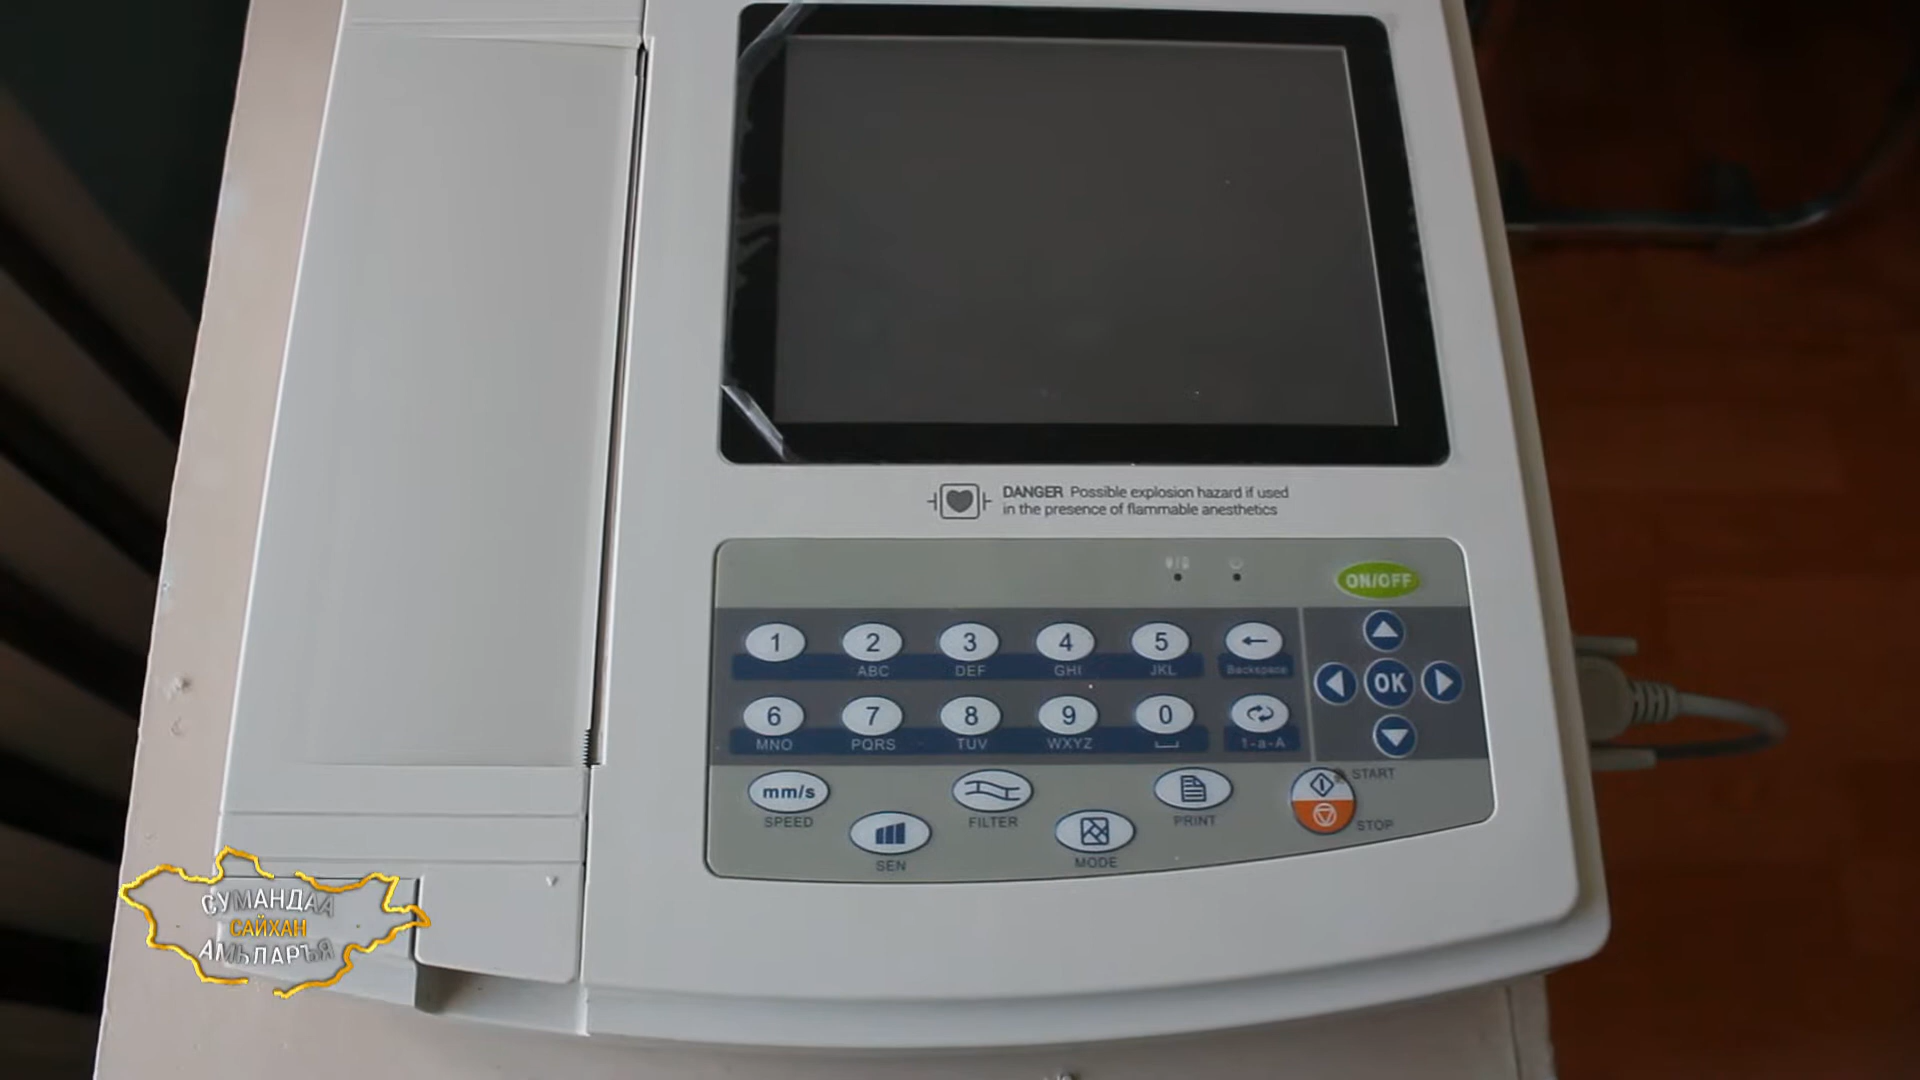 DANGER Possible explosion hazard if used
in the presence of flammable anesthetics
ON/OFF
1 2 3 4 5
ABC DEF GHI JKL Backspace
OK
6 7 8 9 0
MNO PQRS TUV WXYZ 1-a-A
START
mm/s
SPEED FILTER PRINT
STOP
SEN MODE
СУМАНДАА
САЙХАН
АМЬДАРЪЯ